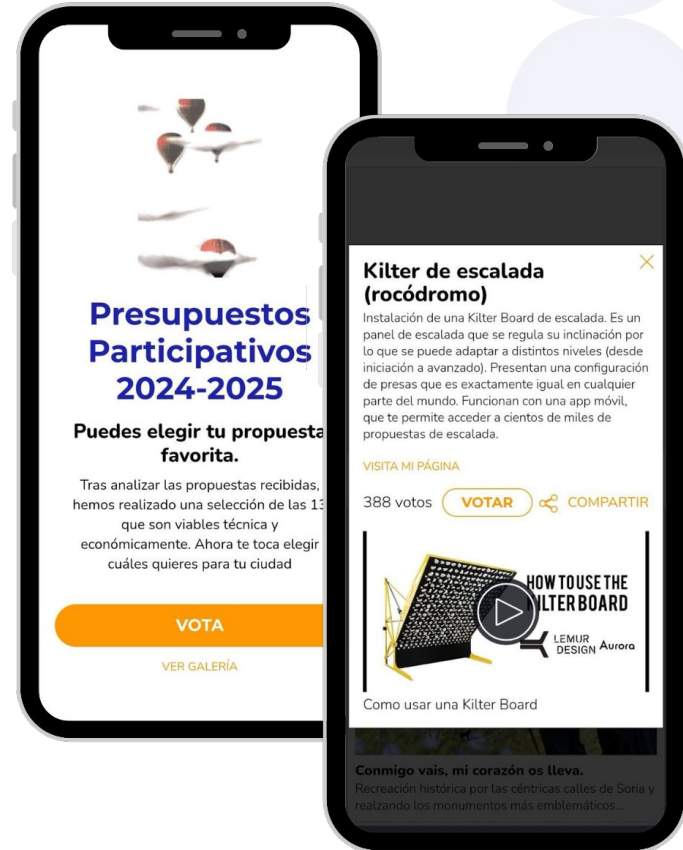 Presupuestos
Participativos
2024-2025
Puedes elegir tu propuesta
favorita.
Tras analizar las propuestas recibidas,
hemos realizado una selección de las 13
que son viables técnica y
económicamente. Ahora te toca elegir
cuáles quieres para tu ciudad
VOTA
VER GALERÍA
Kilter de escalada
(rocódromo)
Instalación de una Kilter Board de escalada. Es un
panel de escalada que se regula su inclinación por
lo que se puede adaptar a distintos niveles (desde
iniciación a avanzado). Presentan una configuración
de presas que es exactamente igual en cualquier
parte del mundo. Funcionan con una app móvil,
que te permite acceder a cientos de miles de
propuestas de escalada.
VISITA MI PÁGINA
388 votos VOTAR COMPARTIR
HOW TO USE THE
KILTER BOARD
LEMUR
DESIGN Aurora
Como usar una Kilter Board
Conmigo vais, mi corazón os lleva.
Recreación histórica por las céntricas calles de Soria y
realzando los monumentos más emblemáticos...